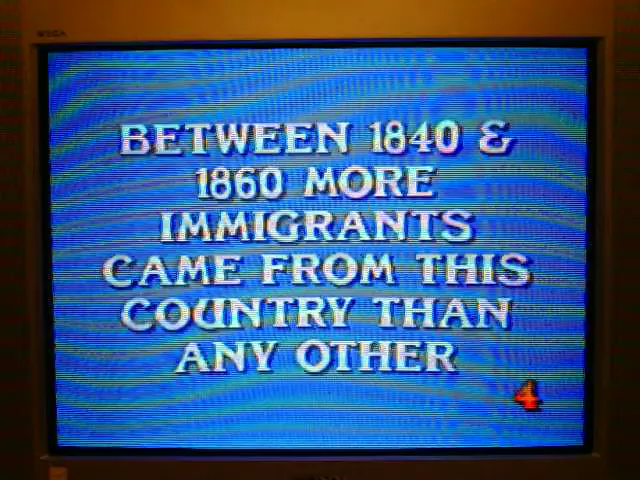 BETWEEN 1840 &
1860 MORE
IMMIGRANTS
CAME FROM THIS
COUNTRY THAN
ANY OTHER
4